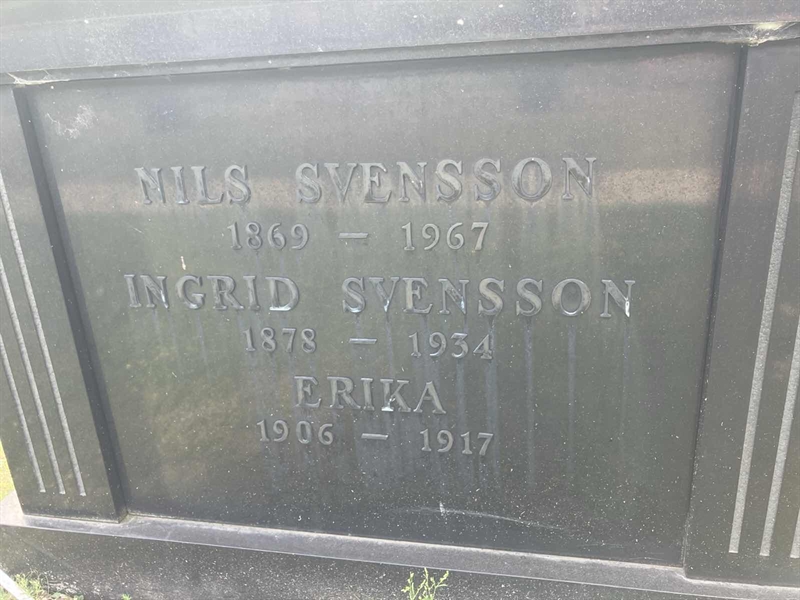 NILS SVENSSON
1869 — 1967
INGRID SVENSSON
1878 — 1934
ERIKA
1906 — 1917